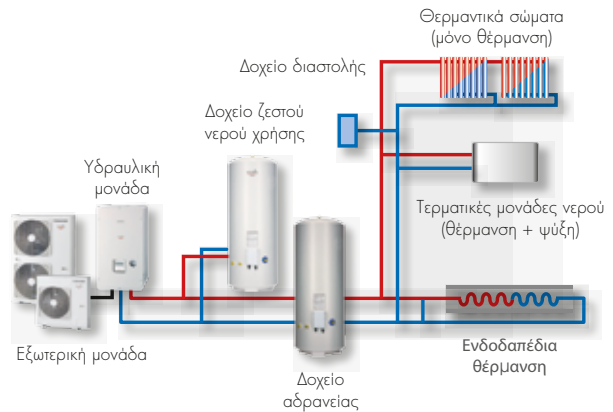 Θερμαντικά σώματα
(μόνο θέρμανση)
Δοχείο διαστολής
Δοχείο ζεστού
νερού χρήσης
Υδραυλική
μονάδα
Τερματικές μονάδες νερού
(θέρμανση + ψύξη)
Εξωτερική μονάδα
Ενδοδαπέδια
θέρμανση
Δοχείο
αδρανείας